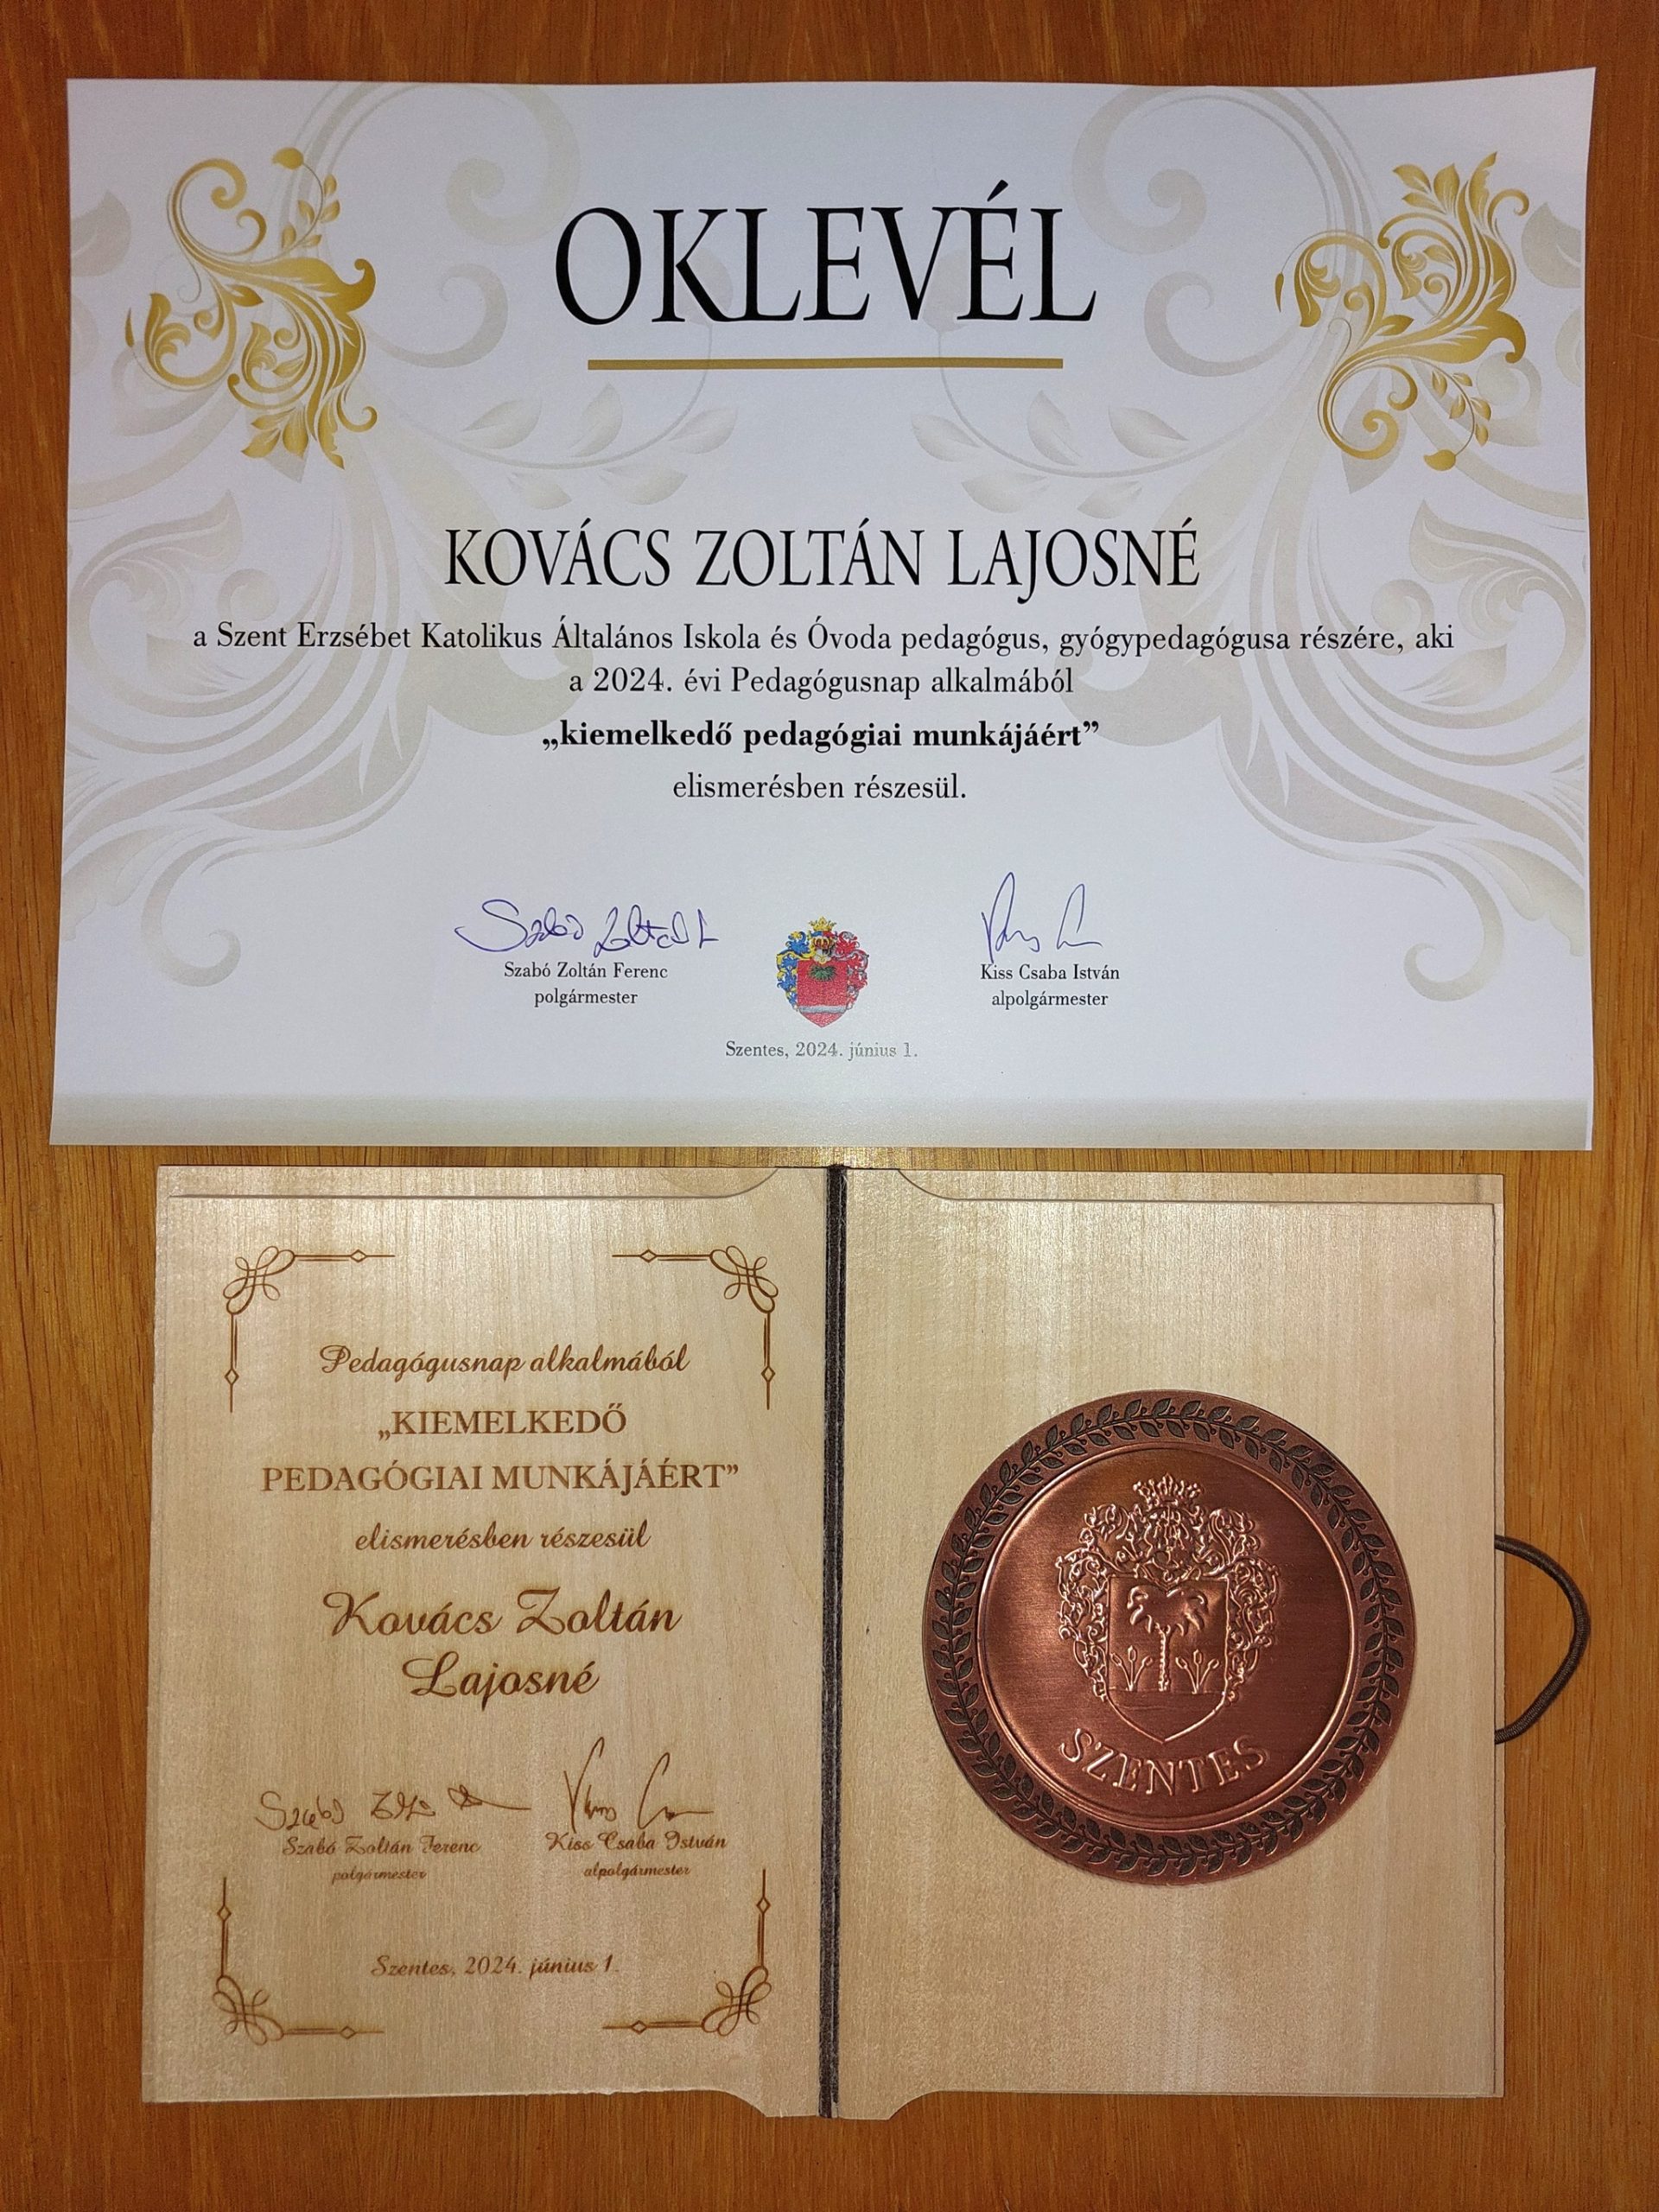 OKLEVÉL
KOVÁCS ZOLTÁN LAJOSNÉ
a Szent Erzsébet Katolikus Általános Iskola és Óvoda pedagógus, gyógypedagógusa részére, aki
a 2024. évi Pedagógusnap alkalmából
„kiemelkedő pedagógiai munkájáért”
elismerésben részesül.
Szabó Zoltán Ferenc
polgármester
Kiss Csaba István
alpolgármester
Szentes, 2024. június 1.
Pedagógusnap alkalmából
„KIEMELKEDŐ
PEDAGÓGIAI MUNKÁJÁÉRT”
elismerésben részesül
Kovács Zoltán
Lajosné
Szabó Zoltán Ferenc
polgármester
Kiss Csaba István
alpolgármester
Szentes, 2024. június 1.
SZENTES